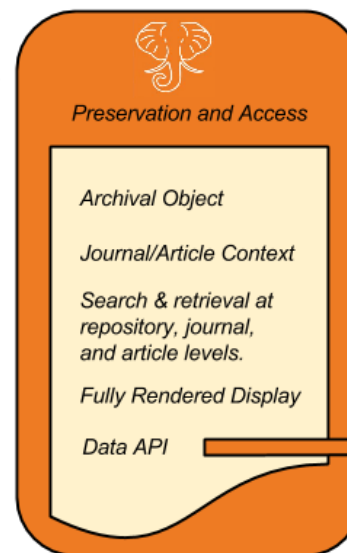 Preservation and Access
Archival Object
Journal/Article Context
Search & retrieval at
repository, journal,
and article levels.
Fully Rendered Display
Data API